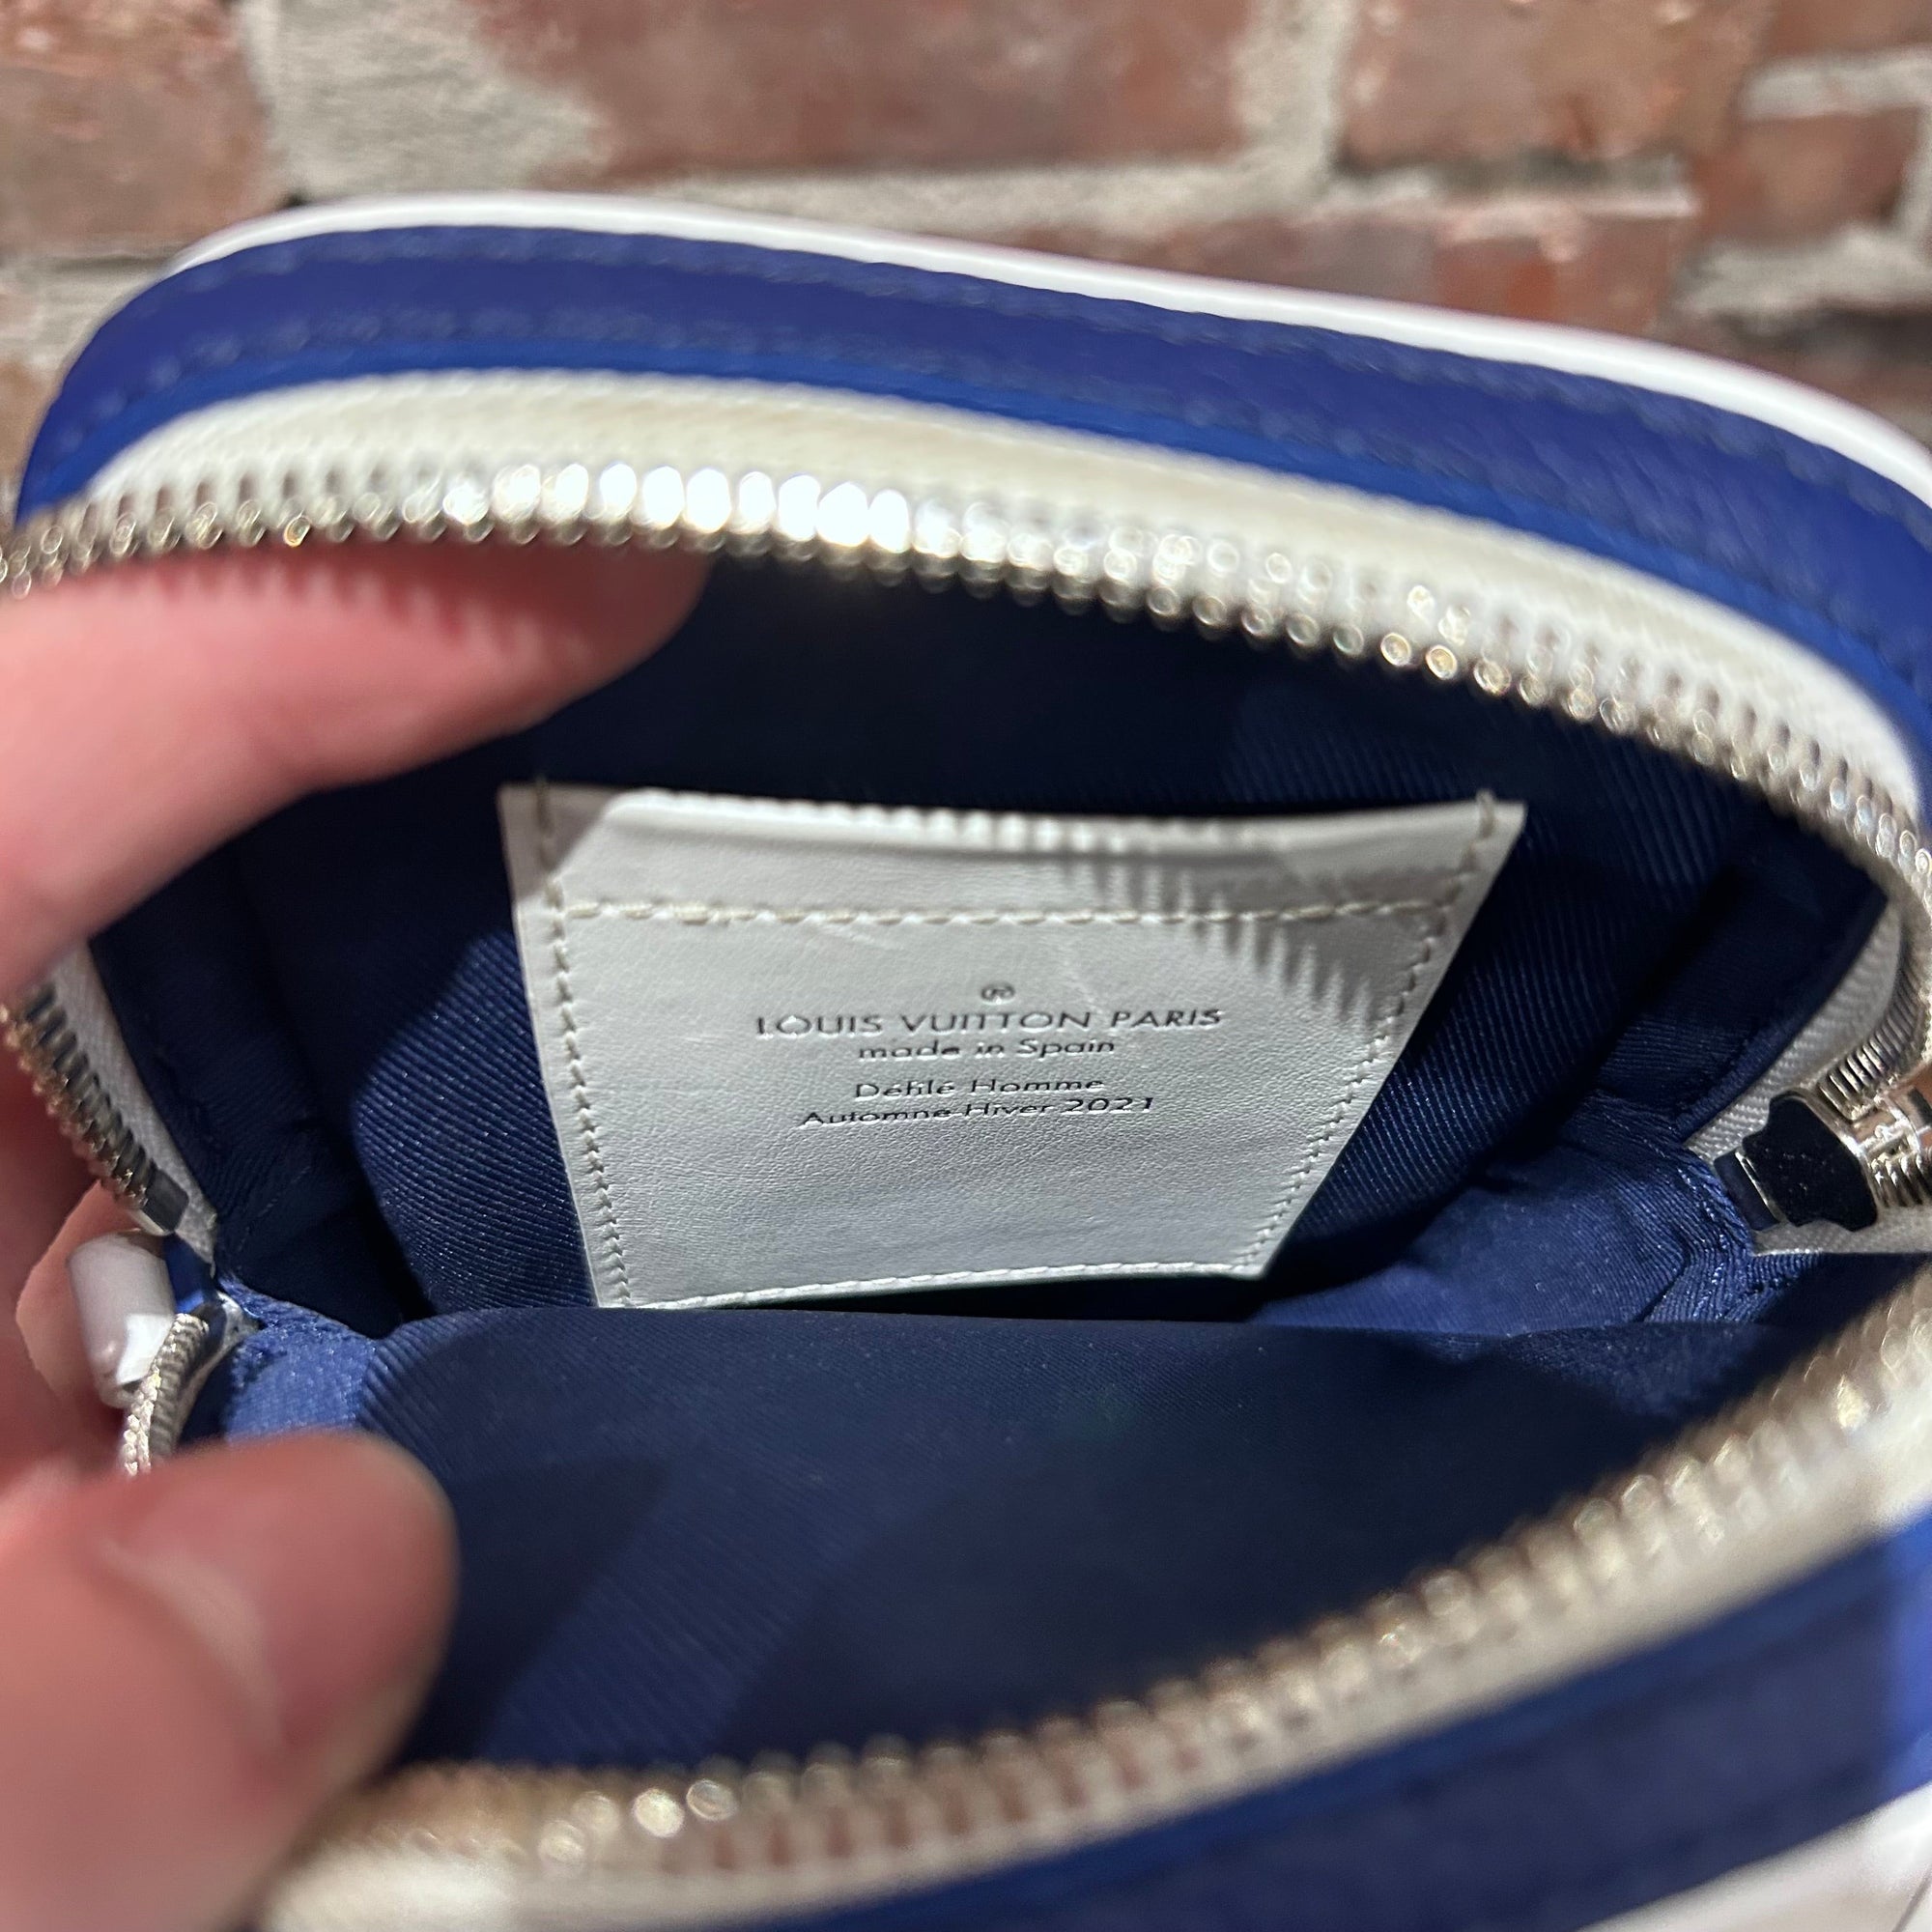 ®
LOUIS VUITTON PARIS
made in Spain
Défilé Homme
Automne-Hiver 2021